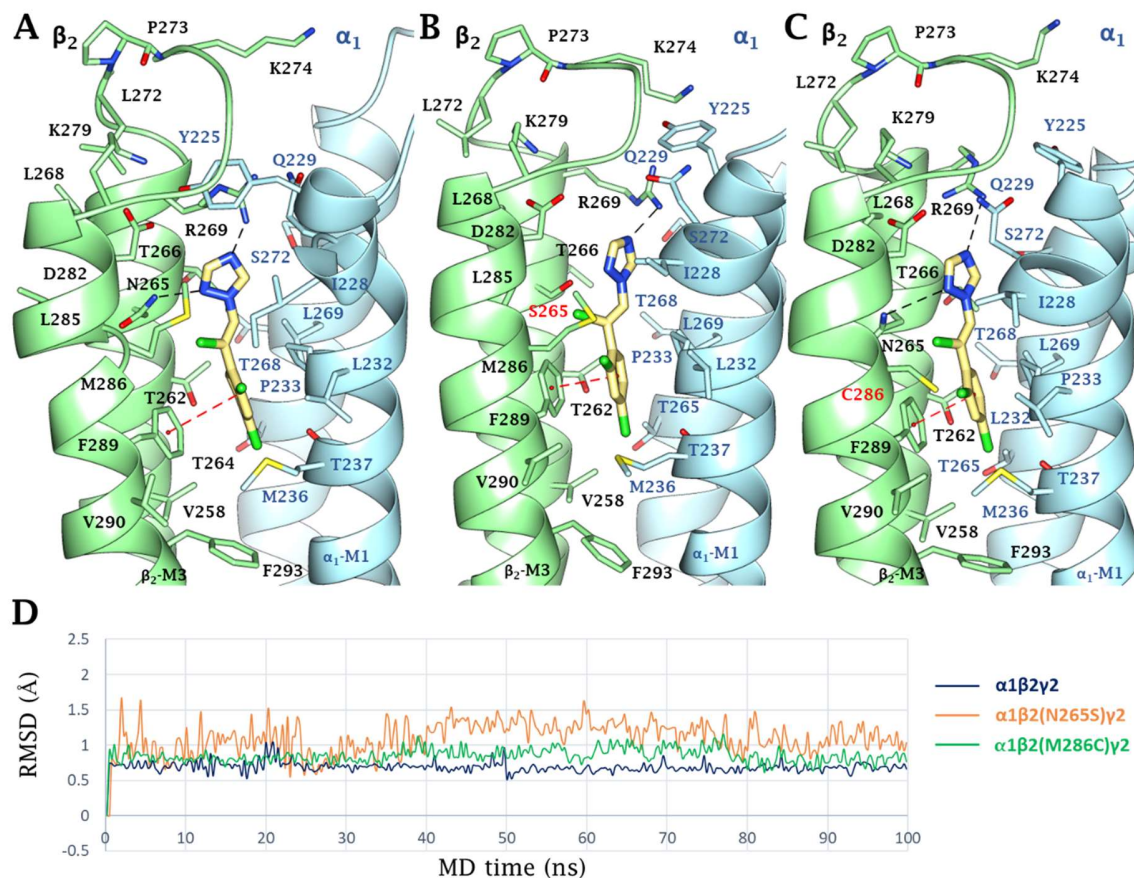 A
β₂
P273
α₁
K274
L272
K279
Y225
Q229
L268
R269
T266
S272
D282
N265
I228
L285
L269
T268
L232
M286
P233
T262
F289
T264
T237
M236
V290
V258
F293
β₂-M3
α₁-M1
B
β₂
P273
K274
L272
Y225
K279
Q229
L268
R269
D282
S272
T266
I228
L285
S265
T268
L269
M286
P233
L232
F289
T262
T265
T237
V290
M236
V258
β₂-M3
F293
α₁-M1
C
β₂
P273
α₁
K274
L272
K279
Y225
Q229
L268
R269
D282
S272
T266
I228
L285
N265
T268
L269
C286
P233
F289
T262
L232
T265
T237
V290
M236
V258
β₂-M3
F293
α₁-M1
D
RMSD (Å)
2.5
2
1.5
1
0.5
0
-0.5
0 10 20 30 40 50 60 70 80 90 100
MD time (ns)
α1β2γ2
α1β2(N265S)γ2
α1β2(M286C)γ2